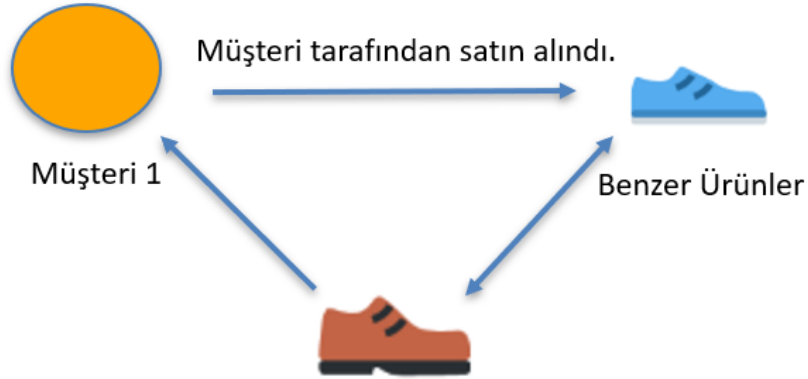 Müşteri tarafından satın alındı.
Müşteri 1
Benzer Ürünler